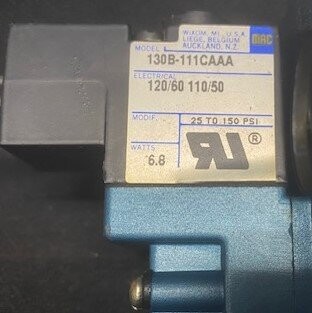 WIXOM, MI., U.S.A.
LIEGE, BELGIUM
AUCKLAND, N.Z.
MAC
MODEL
130B-111CAAA
ELECTRICAL
120/60 110/50
MODIF.
25 TO 150 PSI
WATTS
6.8
RU®